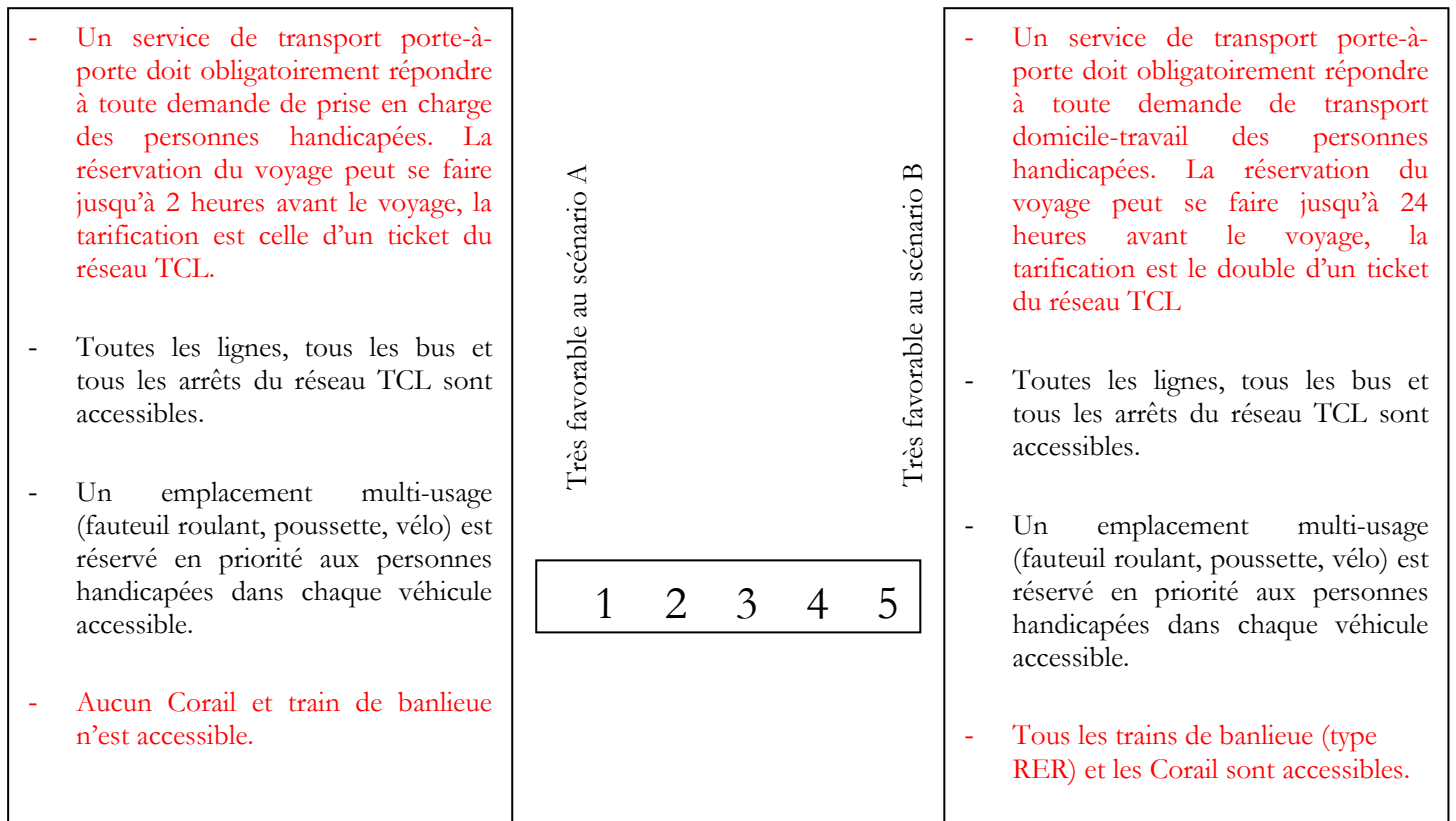 - Un service de transport porte-à-
porte doit obligatoirement répondre
à toute demande de prise en charge
des personnes handicapées. La
réservation du voyage peut se faire
jusqu’à 2 heures avant le voyage, la
tarification est celle d’un ticket du
réseau TCL.
- Toutes les lignes, tous les bus et
tous les arrêts du réseau TCL sont
accessibles.
- Un emplacement multi-usage
(fauteuil roulant, poussette, vélo) est
réservé en priorité aux personnes
handicapées dans chaque véhicule
accessible.
- Aucun Corail et train de banlieue
n’est accessible.
Très favorable au scénario A
Très favorable au scénario B
1 2 3 4 5
- Un service de transport porte-à-
porte doit obligatoirement répondre
à toute demande de transport
domicile-travail des personnes
handicapées. La réservation du
voyage peut se faire jusqu’à 24
heures avant le voyage, la
tarification est le double d’un ticket
du réseau TCL
- Toutes les lignes, tous les bus et
tous les arrêts du réseau TCL sont
accessibles.
- Un emplacement multi-usage
(fauteuil roulant, poussette, vélo) est
réservé en priorité aux personnes
handicapées dans chaque véhicule
accessible.
- Tous les trains de banlieue (type
RER) et les Corail sont accessibles.